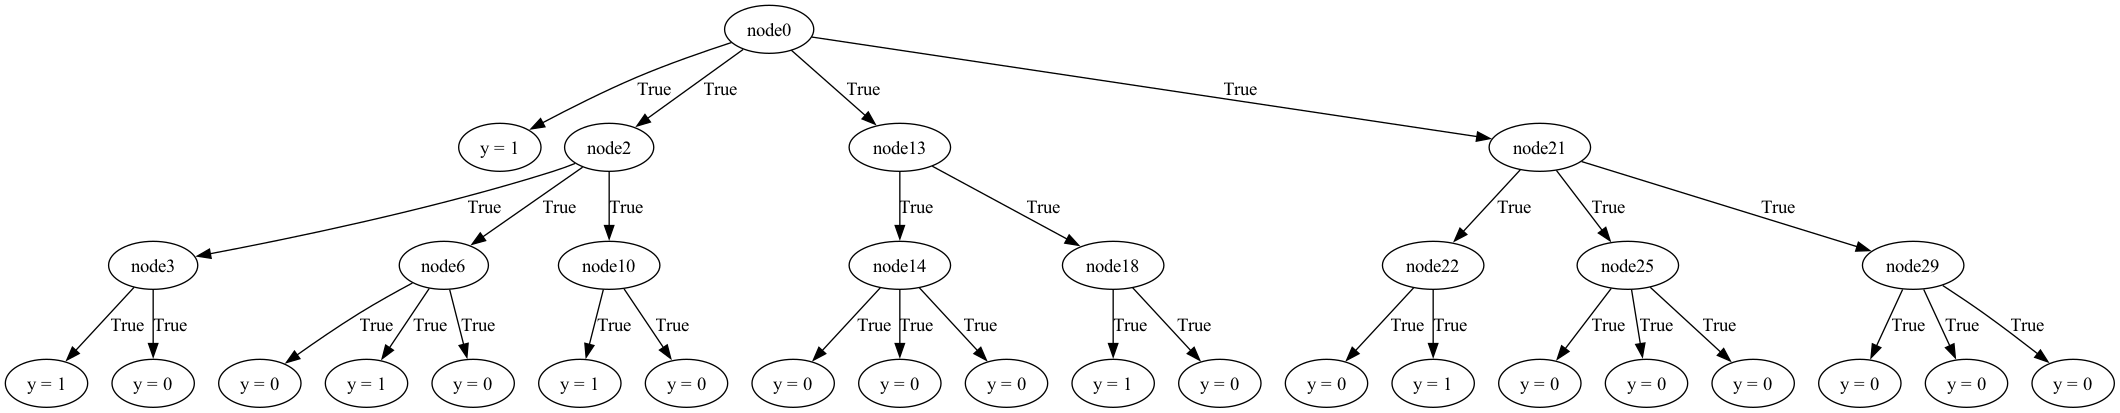 node0
True True True True
y = 1 node2 node13 node21
True True True True True True True True
node3 node6 node10 node14 node18 node22 node25 node29
True True True True True True True True True True True True True True True True True True True True
y = 1 y = 0 y = 0 y = 1 y = 0 y = 1 y = 0 y = 0 y = 0 y = 0 y = 1 y = 0 y = 0 y = 1 y = 0 y = 0 y = 0 y = 0 y = 0 y = 0